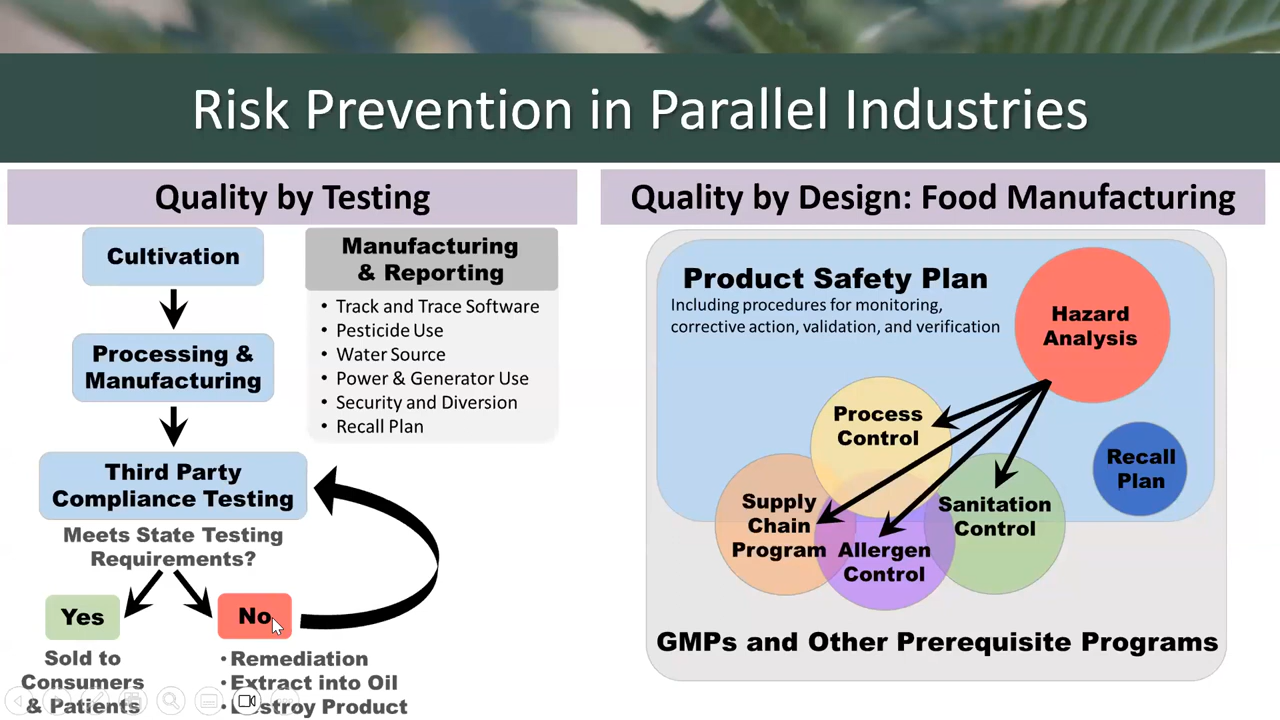 Risk Prevention in Parallel Industries
Quality by Testing
Cultivation
Processing &
Manufacturing
Third Party
Compliance Testing
Meets State Testing
Requirements?
Yes
No
Sold to
Consumers
& Patients
• Remediation
• Extract into Oil
• Destroy Product
Manufacturing
& Reporting
• Track and Trace Software
• Pesticide Use
• Water Source
• Power & Generator Use
• Security and Diversion
• Recall Plan
Quality by Design: Food Manufacturing
Product Safety Plan
Including procedures for monitoring,
corrective action, validation, and verification
Hazard
Analysis
Process
Control
Recall
Plan
Supply
Chain
Program
Allergen
Control
Sanitation
Control
GMPs and Other Prerequisite Programs